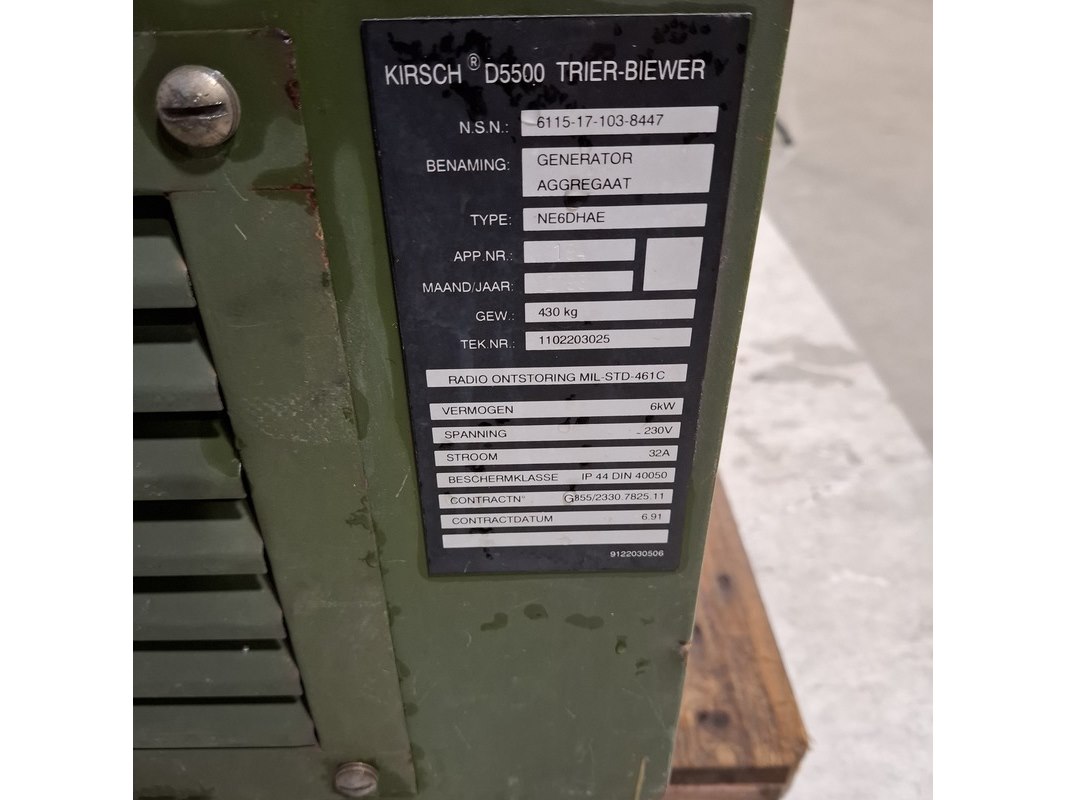 KIRSCH® D5500 TRIER-BIEWER
N.S.N.: 6115-17-103-8447
BENAMING: GENERATOR
AGGREGAAT
TYPE: NE6DHAE
APP.NR.:
MAAND/JAAR:
GEW.: 430 kg
TEK.NR.: 1102203025
RADIO ONTSTORING MIL-STD-461C
VERMOGEN 6kW
SPANNING 230V
STROOM 32A
BESCHERMKLASSE IP 44 DIN 40050
CONTRACTN° G855/2330.7825.11
CONTRACTDATUM 6.91
9122030506